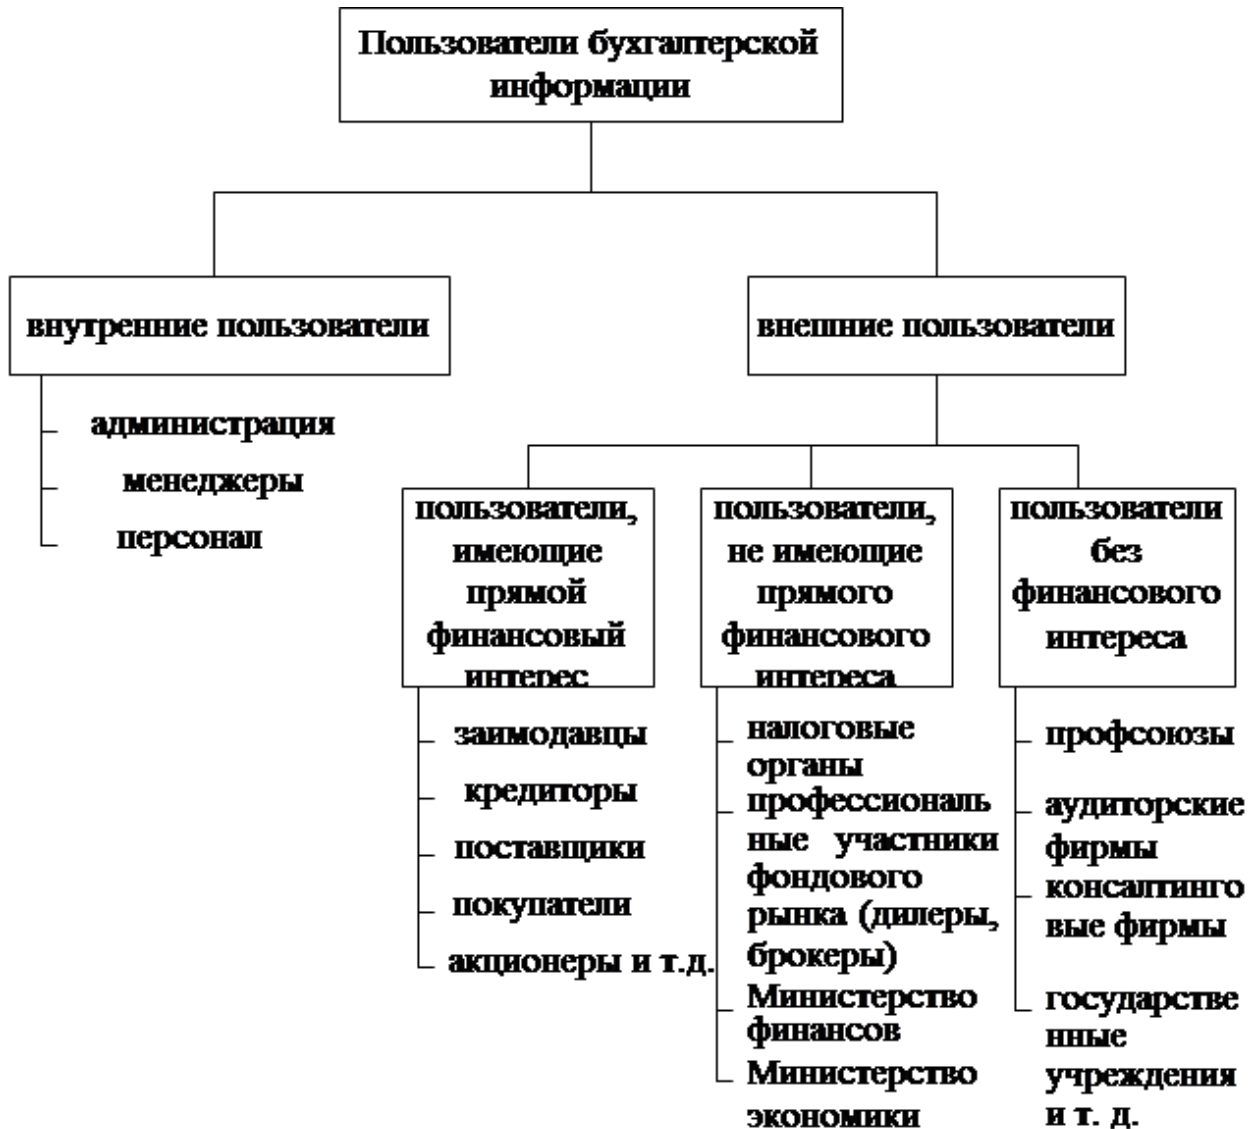 Пользователи бухгалтерской
информации
внутренние пользователи
внешние пользователи
администрация
менеджеры
персонал
пользователи,
имеющие
прямой
финансовый
интерес
пользователи,
не имеющие
прямого
финансового
интереса
пользователи
без
финансового
интереса
заимодавцы
кредиторы
поставщики
покупатели
акционеры и т.д.
налоговые
органы
профессиональ
ные участники
фондового
рынка (дилеры,
брокеры)
Министерство
финансов
Министерство
экономики
профсоюзы
аудиторские
фирмы
консалтинго
вые фирмы
государстве
нные
учреждения
и т. д.